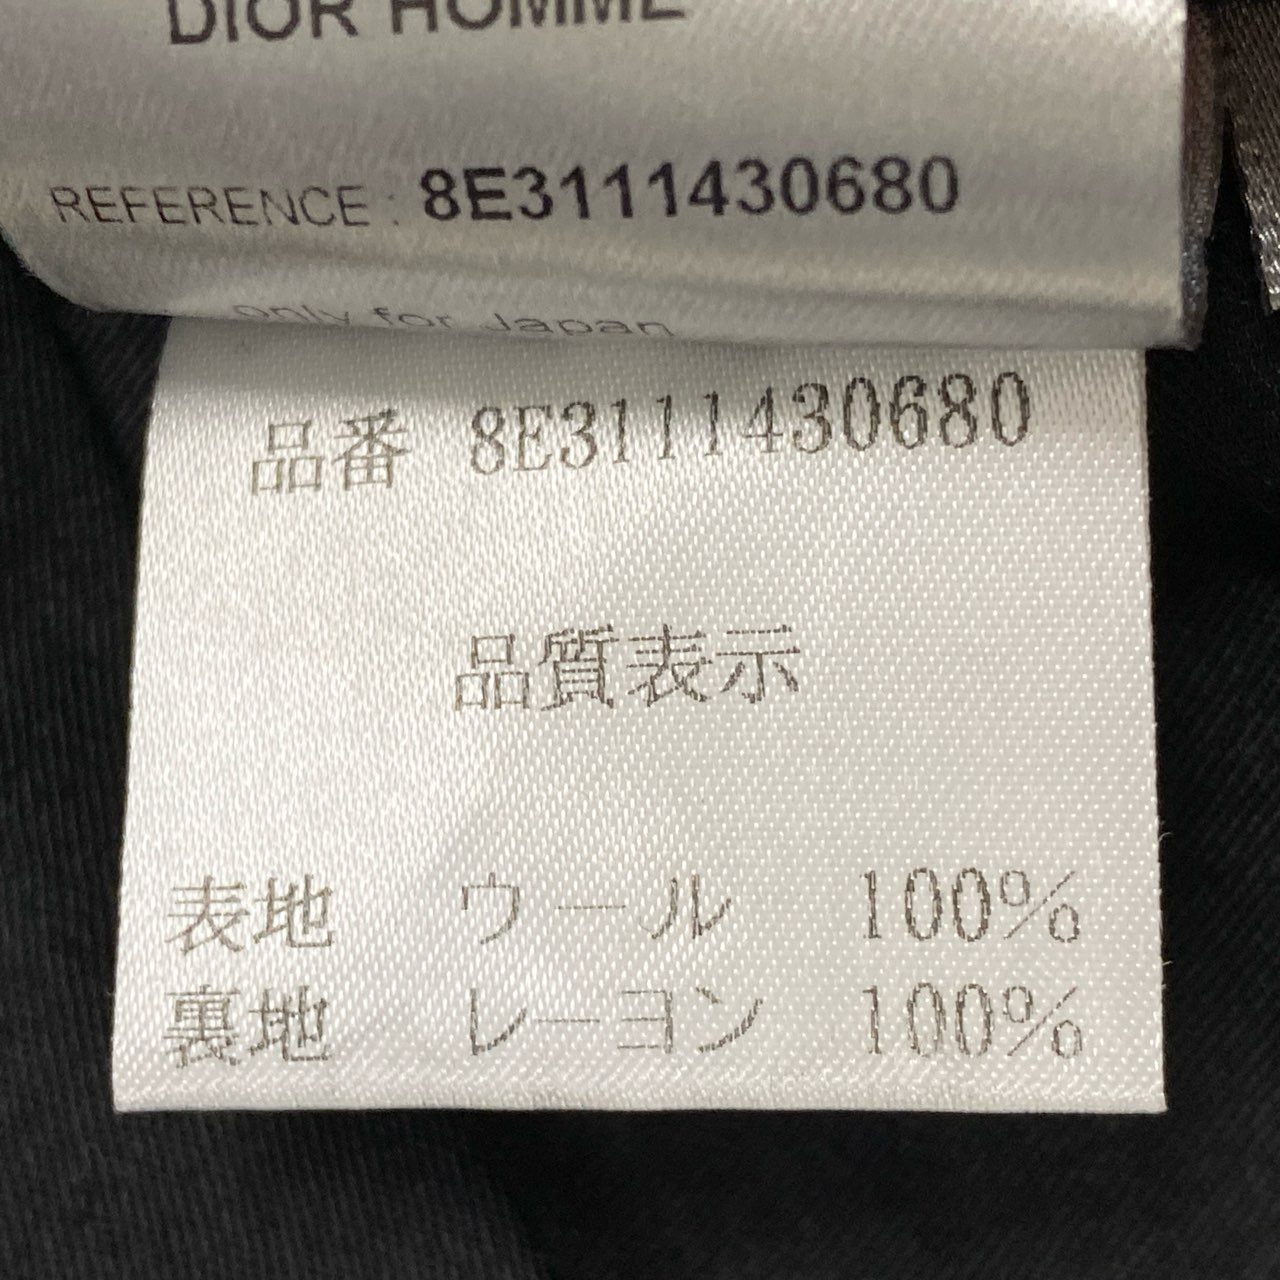 DIOR HOMME
REFERENCE : 8E3111430680
only for Japan
品番 8E3111430680
品質表示
表地 ウール 100%
裏地 レーヨン 100%